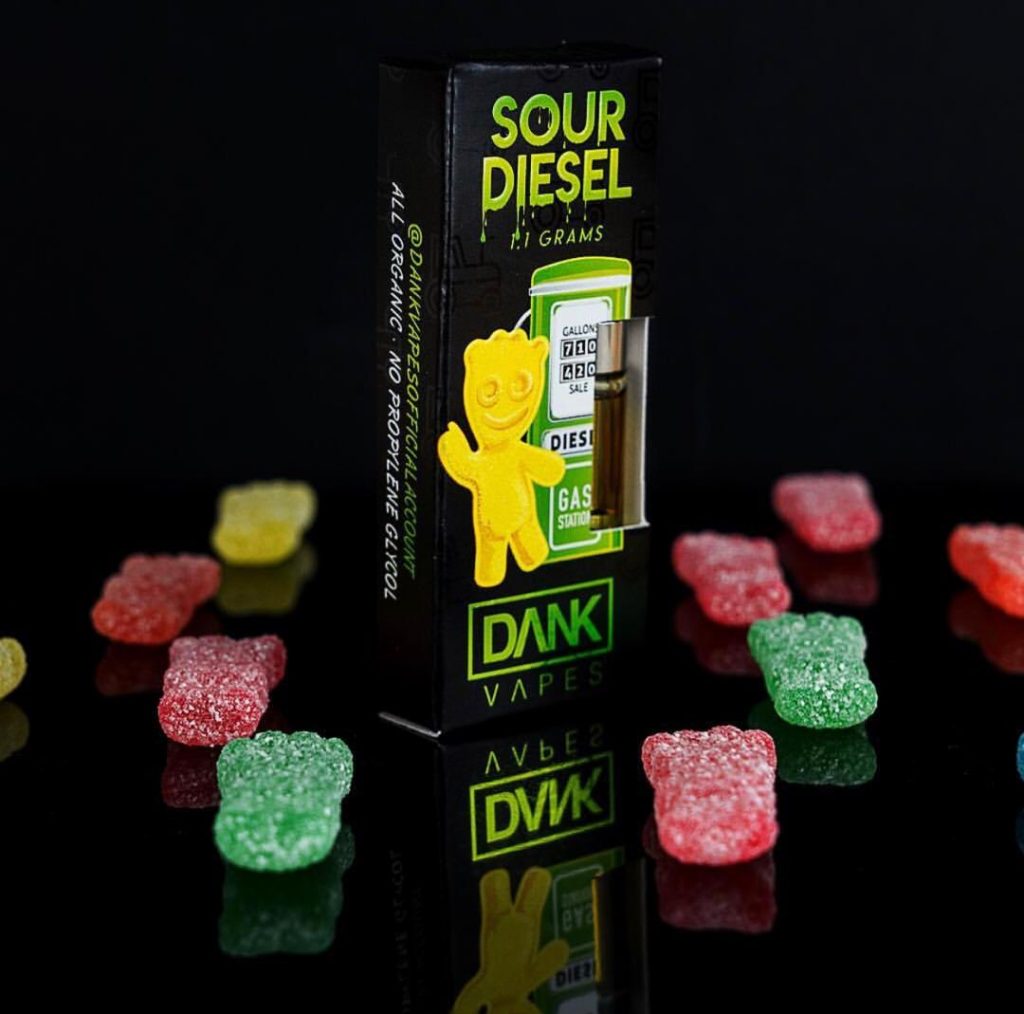 SOUR
DIESEL
1.1 GRAMS
GALLONS
710
420
SALE
DIESE
GAS
STATION
DANK
VAPES
@DANKVAPESOFFICIALACCOUNT
ALL ORGANIC · NO PROPYLENE GLYCOL